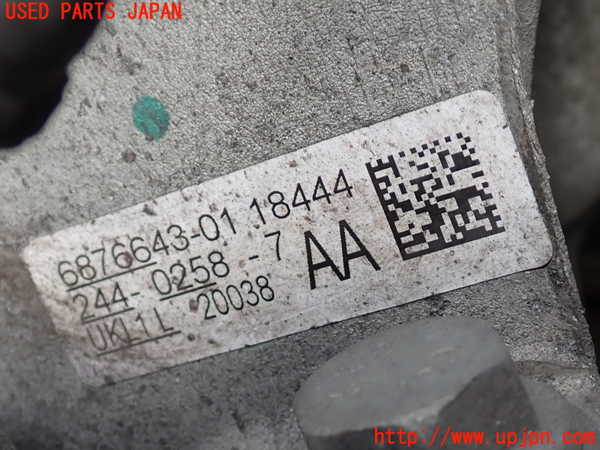 USED PARTS JAPAN
6876643-01 18444
244-0258-7
AA
UKL1L 20038
http://www.upjpn.com/